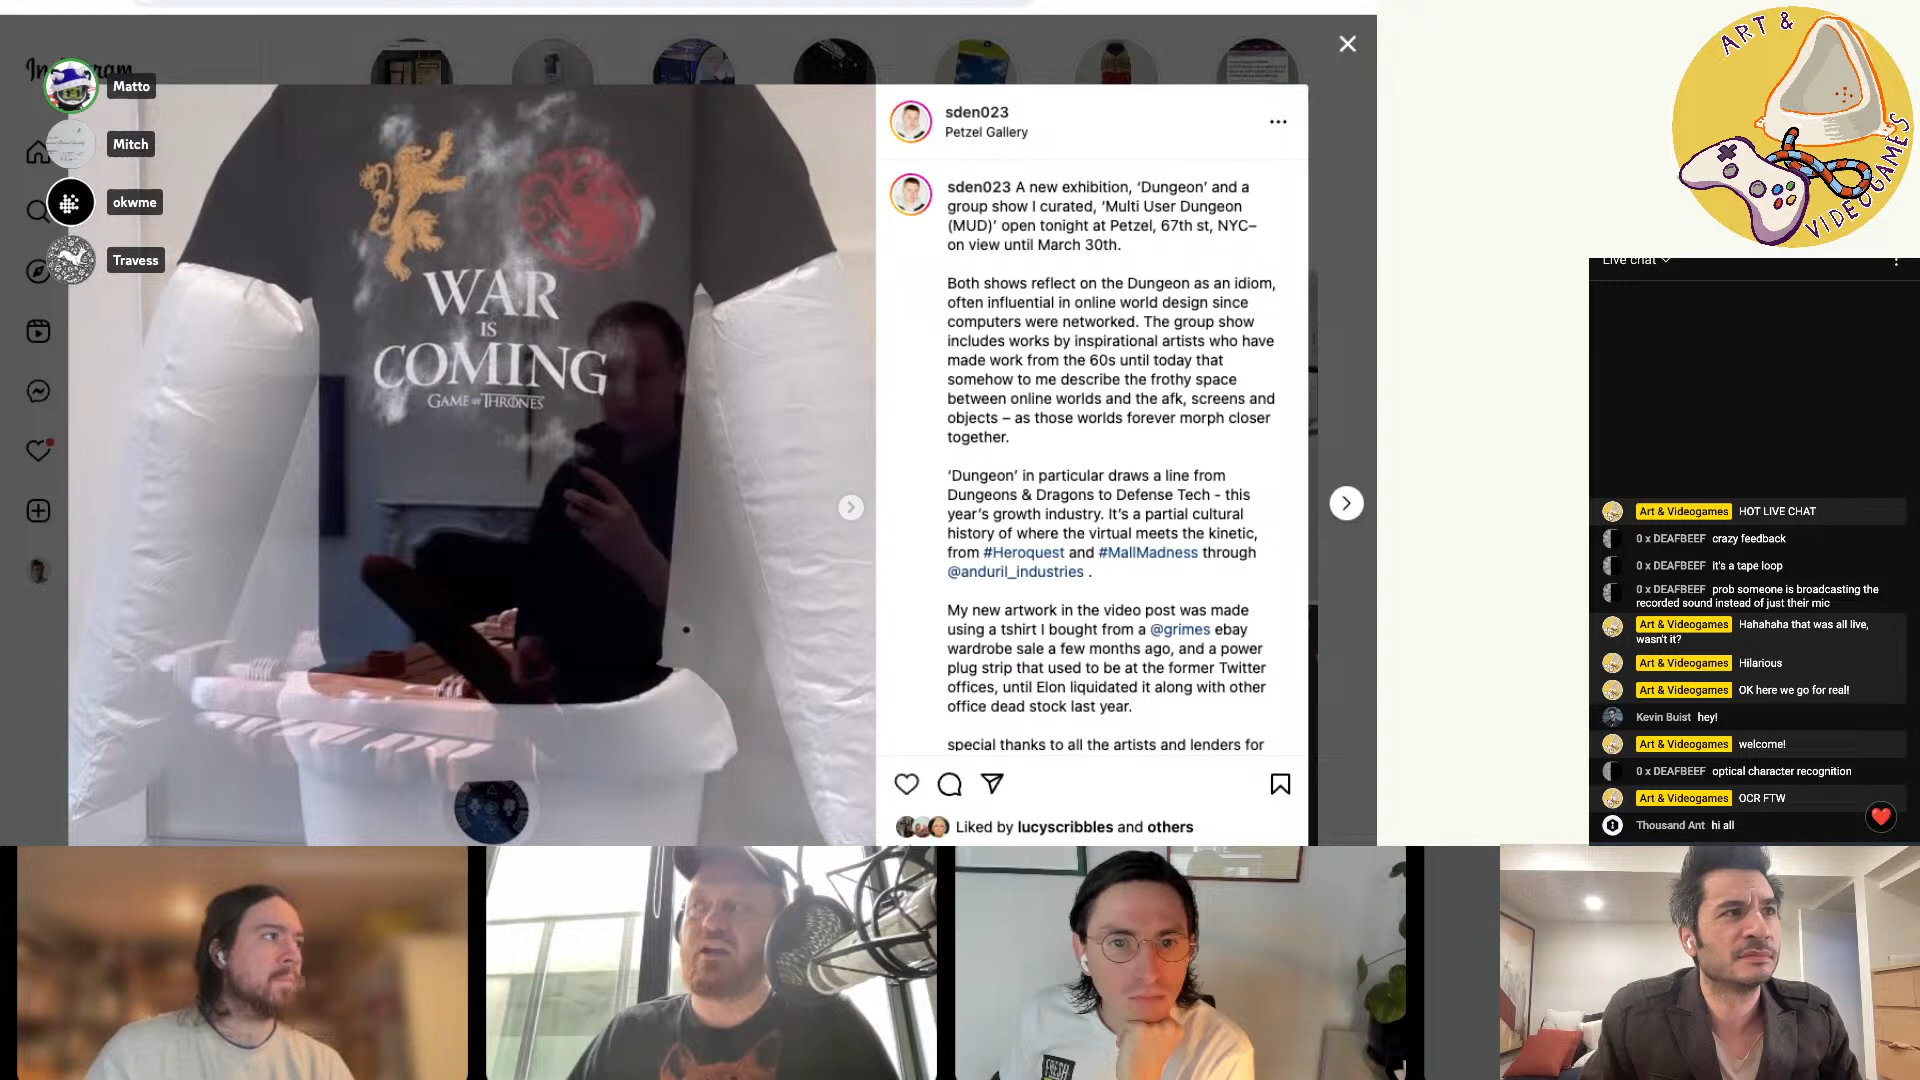 Instagram
Matto
Mitch
okwme
Travess
WAR
IS
COMING
GAME OF THRONES
sden023
Petzel Gallery
sden023 A new exhibition, ‘Dungeon’ and a
group show I curated, ‘Multi User Dungeon
(MUD)’ open tonight at Petzel, 67th st, NYC–
on view until March 30th.
Both shows reflect on the Dungeon as an idiom,
often influential in online world design since
computers were networked. The group show
includes works by inspirational artists who have
made work from the 60s until today that
somehow to me describe the frothy space
between online worlds and the afk, screens and
objects – as those worlds forever morph closer
together.
‘Dungeon’ in particular draws a line from
Dungeons & Dragons to Defense Tech - this
year’s growth industry. It’s a partial cultural
history of where the virtual meets the kinetic,
from #Heroquest and #MallMadness through
@anduril_industries .
My new artwork in the video post was made
using a tshirt I bought from a @grimes ebay
wardrobe sale a few months ago, and a power
plug strip that used to be at the former Twitter
offices, until Elon liquidated it along with other
office dead stock last year.
special thanks to all the artists and lenders for
Liked by lucyscribbles and others
ART &
VIDEOGAMES
Live chat
Art & Videogames HOT LIVE CHAT
0 x DEAFBEEF crazy feedback
0 x DEAFBEEF it's a tape loop
0 x DEAFBEEF prob someone is broadcasting the
recorded sound instead of just their mic
Art & Videogames Hahahaha that was all live,
wasn't it?
Art & Videogames Hilarious
Art & Videogames OK here we go for real!
Kevin Buist hey!
Art & Videogames welcome!
0 x DEAFBEEF optical character recognition
Art & Videogames OCR FTW
Thousand Ant hi all
FRESH